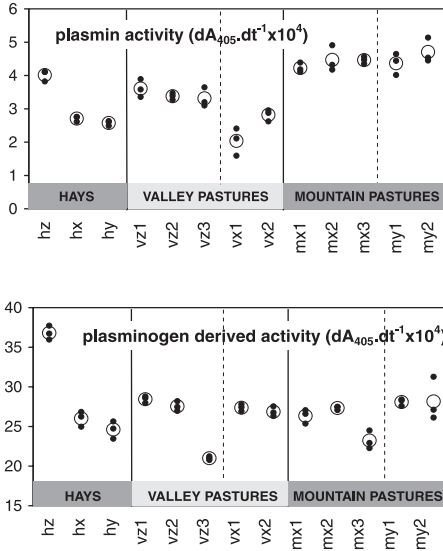 6
plasmin activity (dA405.dt-1x104)
5
4
3
2
1
HAYS VALLEY PASTURES MOUNTAIN PASTURES
0
hz hx hy vz1 vz2 vz3 vx1 vx2 mx1 mx2 mx3 my1 my2
40
plasminogen derived activity (dA405.dt-1x104)
35
30
25
20
HAYS VALLEY PASTURES MOUNTAIN PASTURES
15
hz hx hy vz1 vz2 vz3 vx1 vx2 mx1 mx2 mx3 my1 my2